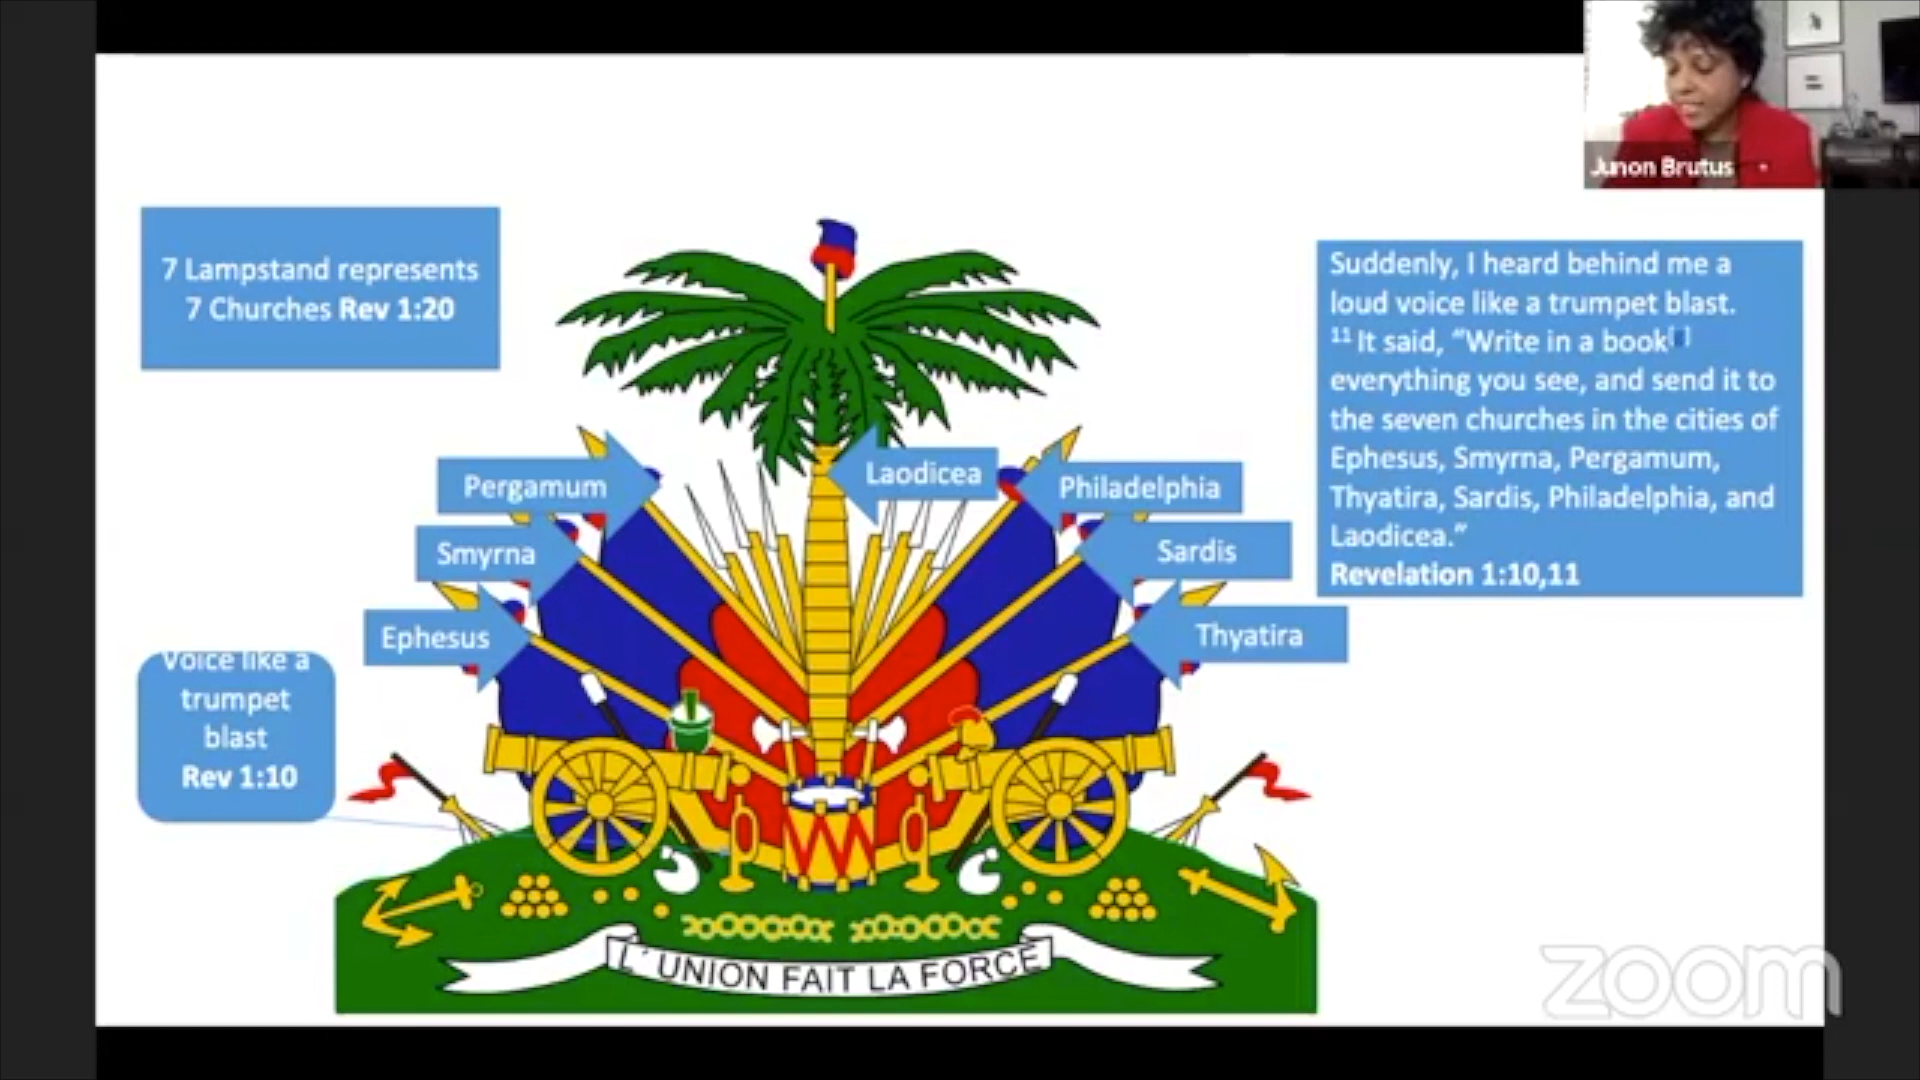 Junon Brutus
7 Lampstand represents
7 Churches Rev 1:20
Suddenly, I heard behind me a
loud voice like a trumpet blast.
11 It said, “Write in a book
everything you see, and send it to
the seven churches in the cities of
Ephesus, Smyrna, Pergamum,
Thyatira, Sardis, Philadelphia, and
Laodicea.”
Revelation 1:10,11
Pergamum
Laodicea
Philadelphia
Smyrna
Sardis
Ephesus
Thyatira
Voice like a
trumpet
blast
Rev 1:10
L' UNION FAIT LA FORCE
zoom